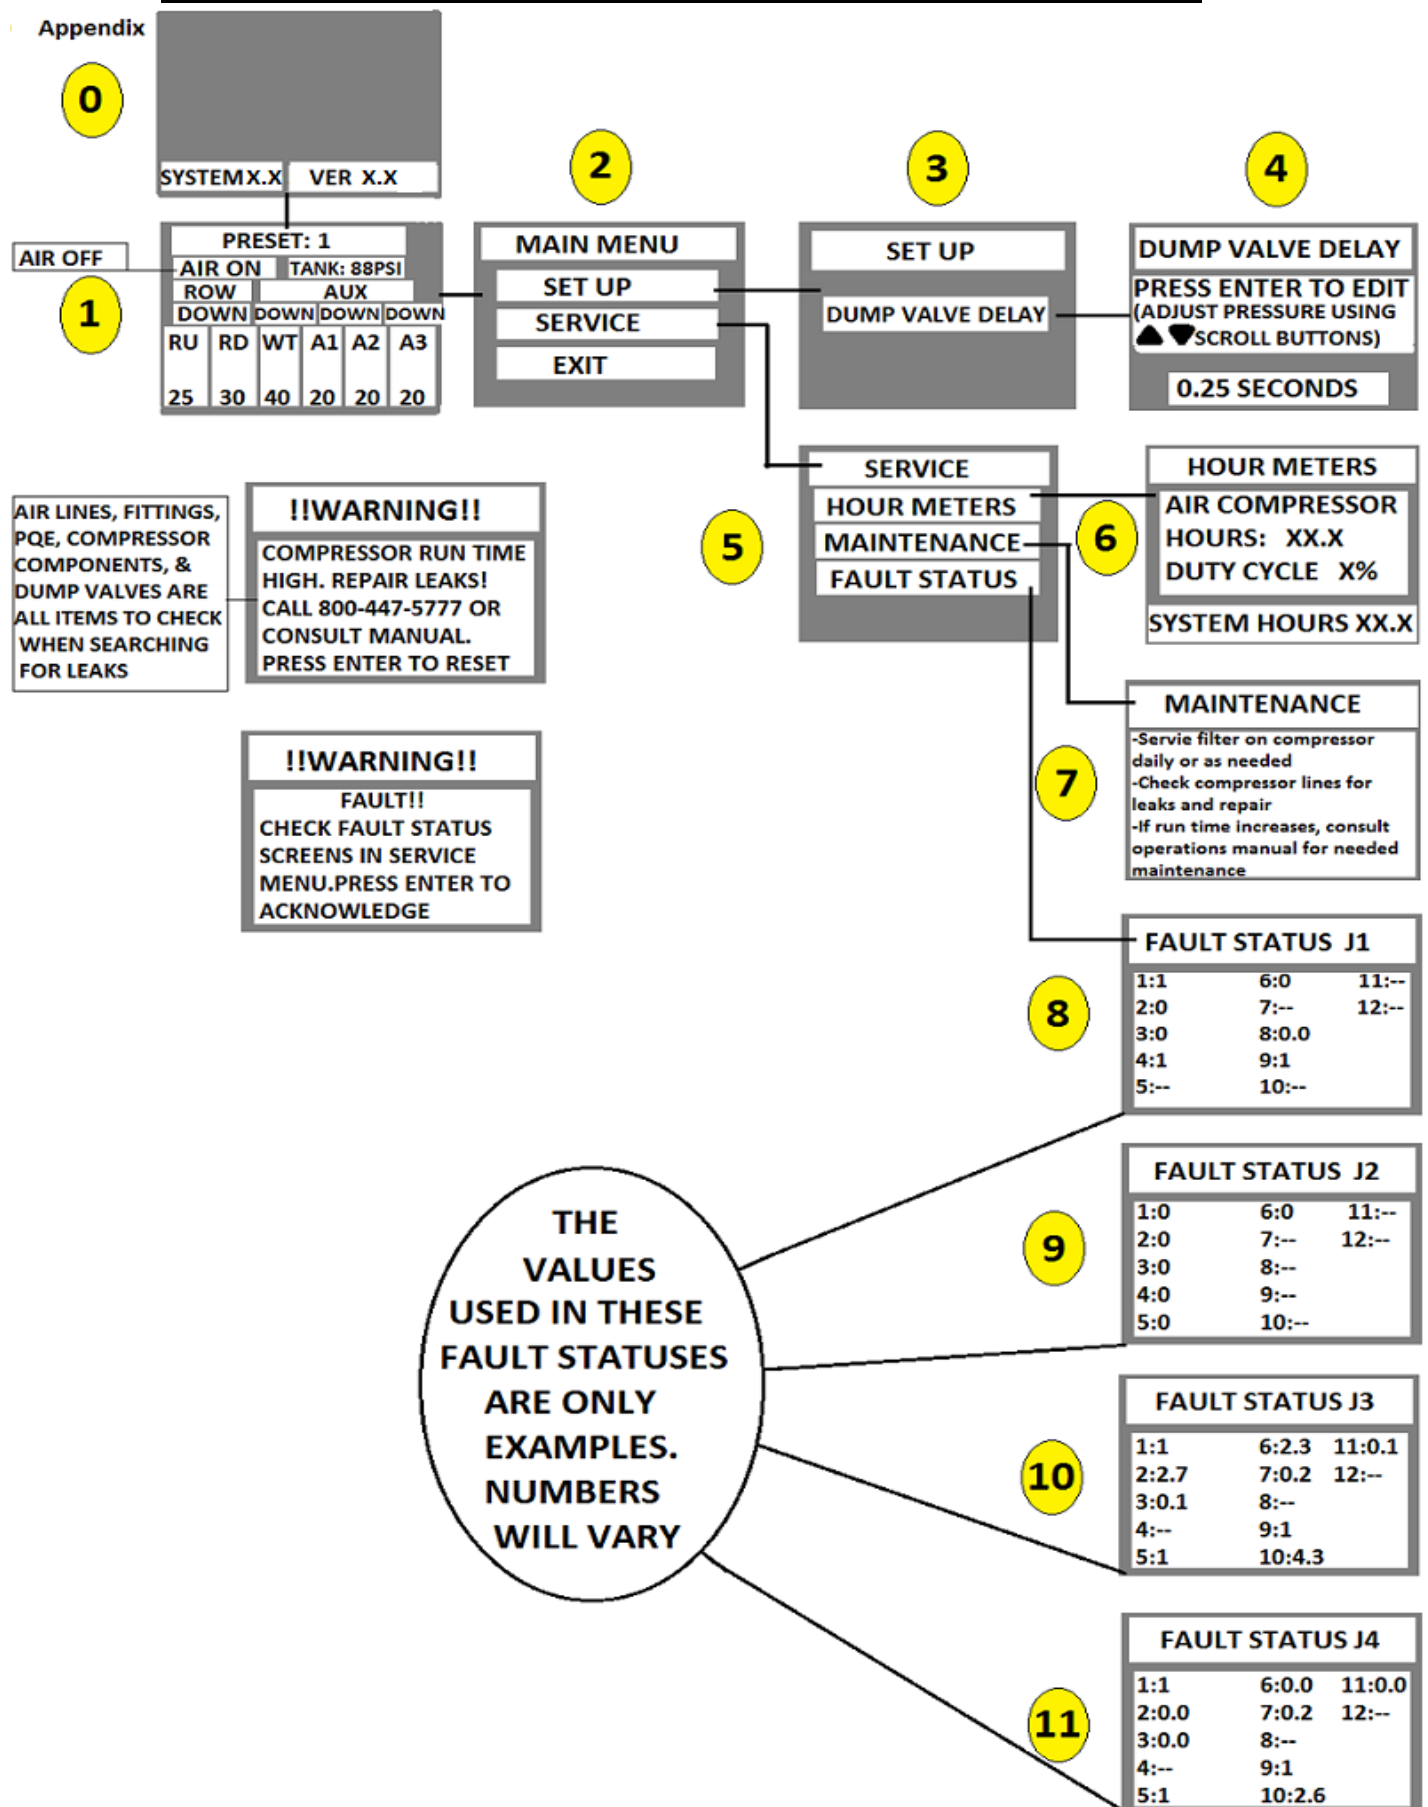 Appendix
0
SYSTEM X.X VER X.X
AIR OFF
1
PRESET: 1
AIR ON TANK: 88PSI
ROW AUX
DOWN DOWN DOWN DOWN
RU RD WT A1 A2 A3
25 30 40 20 20 20
2
MAIN MENU
SET UP
SERVICE
EXIT
3
SET UP
DUMP VALVE DELAY
4
DUMP VALVE DELAY
PRESS ENTER TO EDIT
(ADJUST PRESSURE USING
▲ ▼SCROLL BUTTONS)
0.25 SECONDS
5
SERVICE
HOUR METERS
MAINTENANCE
FAULT STATUS
6
HOUR METERS
AIR COMPRESSOR
HOURS: XX.X
DUTY CYCLE X%
SYSTEM HOURS XX.X
AIR LINES, FITTINGS,
PQE, COMPRESSOR
COMPONENTS, &
DUMP VALVES ARE
ALL ITEMS TO CHECK
WHEN SEARCHING
FOR LEAKS
!!WARNING!!
COMPRESSOR RUN TIME
HIGH. REPAIR LEAKS!
CALL 800-447-5777 OR
CONSULT MANUAL.
PRESS ENTER TO RESET
!!WARNING!!
FAULT!!
CHECK FAULT STATUS
SCREENS IN SERVICE
MENU.PRESS ENTER TO
ACKNOWLEDGE
7
MAINTENANCE
-Servie filter on compressor
daily or as needed
-Check compressor lines for
leaks and repair
-If run time increases, consult
operations manual for needed
maintenance
8
FAULT STATUS J1
1:1 6:0 11:--
2:0 7:-- 12:--
3:0 8:0.0
4:1 9:1
5:-- 10:--
9
FAULT STATUS J2
1:0 6:0 11:--
2:0 7:-- 12:--
3:0 8:--
4:0 9:--
5:0 10:--
THE
VALUES
USED IN THESE
FAULT STATUSES
ARE ONLY
EXAMPLES.
NUMBERS
WILL VARY
10
FAULT STATUS J3
1:1 6:2.3 11:0.1
2:2.7 7:0.2 12:--
3:0.1 8:--
4:-- 9:1
5:1 10:4.3
11
FAULT STATUS J4
1:1 6:0.0 11:0.0
2:0.0 7:0.2 12:--
3:0.0 8:--
4:-- 9:1
5:1 10:2.6